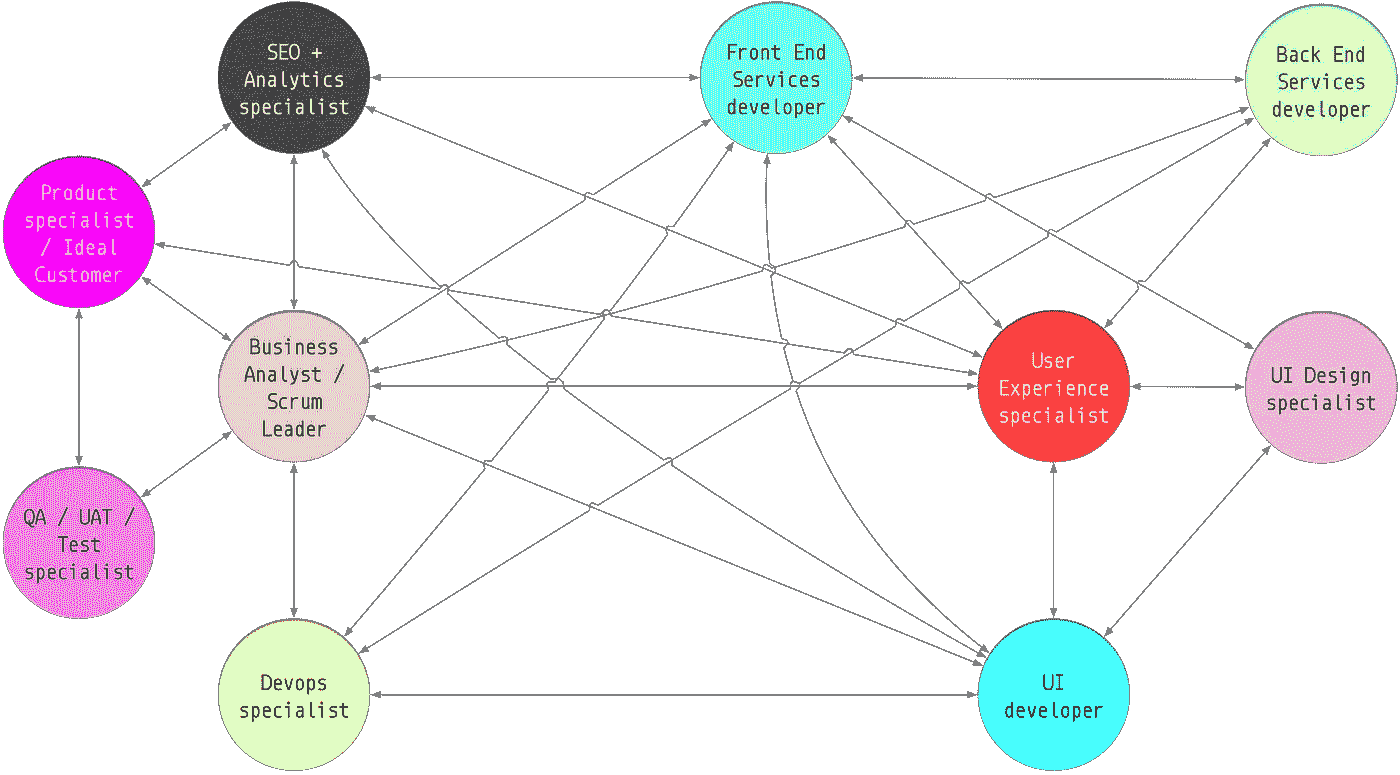 SEO +
Analytics
specialist
Front End
Services
developer
Back End
Services
developer
Product
specialist
/ Ideal
Customer
Business
Analyst /
Scrum
Leader
User
Experience
specialist
UI Design
specialist
QA / UAT /
Test
specialist
Devops
specialist
UI
developer